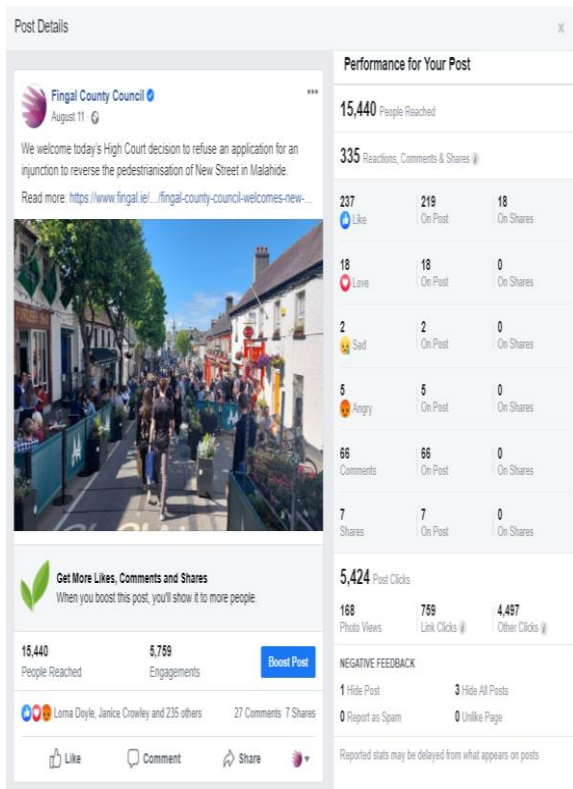 Post Details
x
Fingal County Council
August 11 ·
We welcome today's High Court decision to refuse an application for an
injunction to reverse the pedestrianisation of New Street in Malahide.
Read more: https://www.fingal.ie/.../fingal-county-council-welcomes-new-...
Get More Likes, Comments and Shares
When you boost this post, you'll show it to more people.
15,440 5,759
People Reached Engagements
Boost Post
Lorna Doyle, Janice Crowley and 235 others 27 Comments 7 Shares
Like Comment Share
Performance for Your Post
15,440 People Reached
335 Reactions, Comments & Shares
237 219 18
Like On Post On Shares
18 18 0
Love On Post On Shares
2 2 0
Sad On Post On Shares
5 5 0
Angry On Post On Shares
66 66 0
Comments On Post On Shares
7 7 0
Shares On Post On Shares
5,424 Post Clicks
168 759 4,497
Photo Views Link Clicks Other Clicks
NEGATIVE FEEDBACK
1 Hide Post 3 Hide All Posts
0 Report as Spam 0 Unlike Page
Reported stats may be delayed from what appears on posts